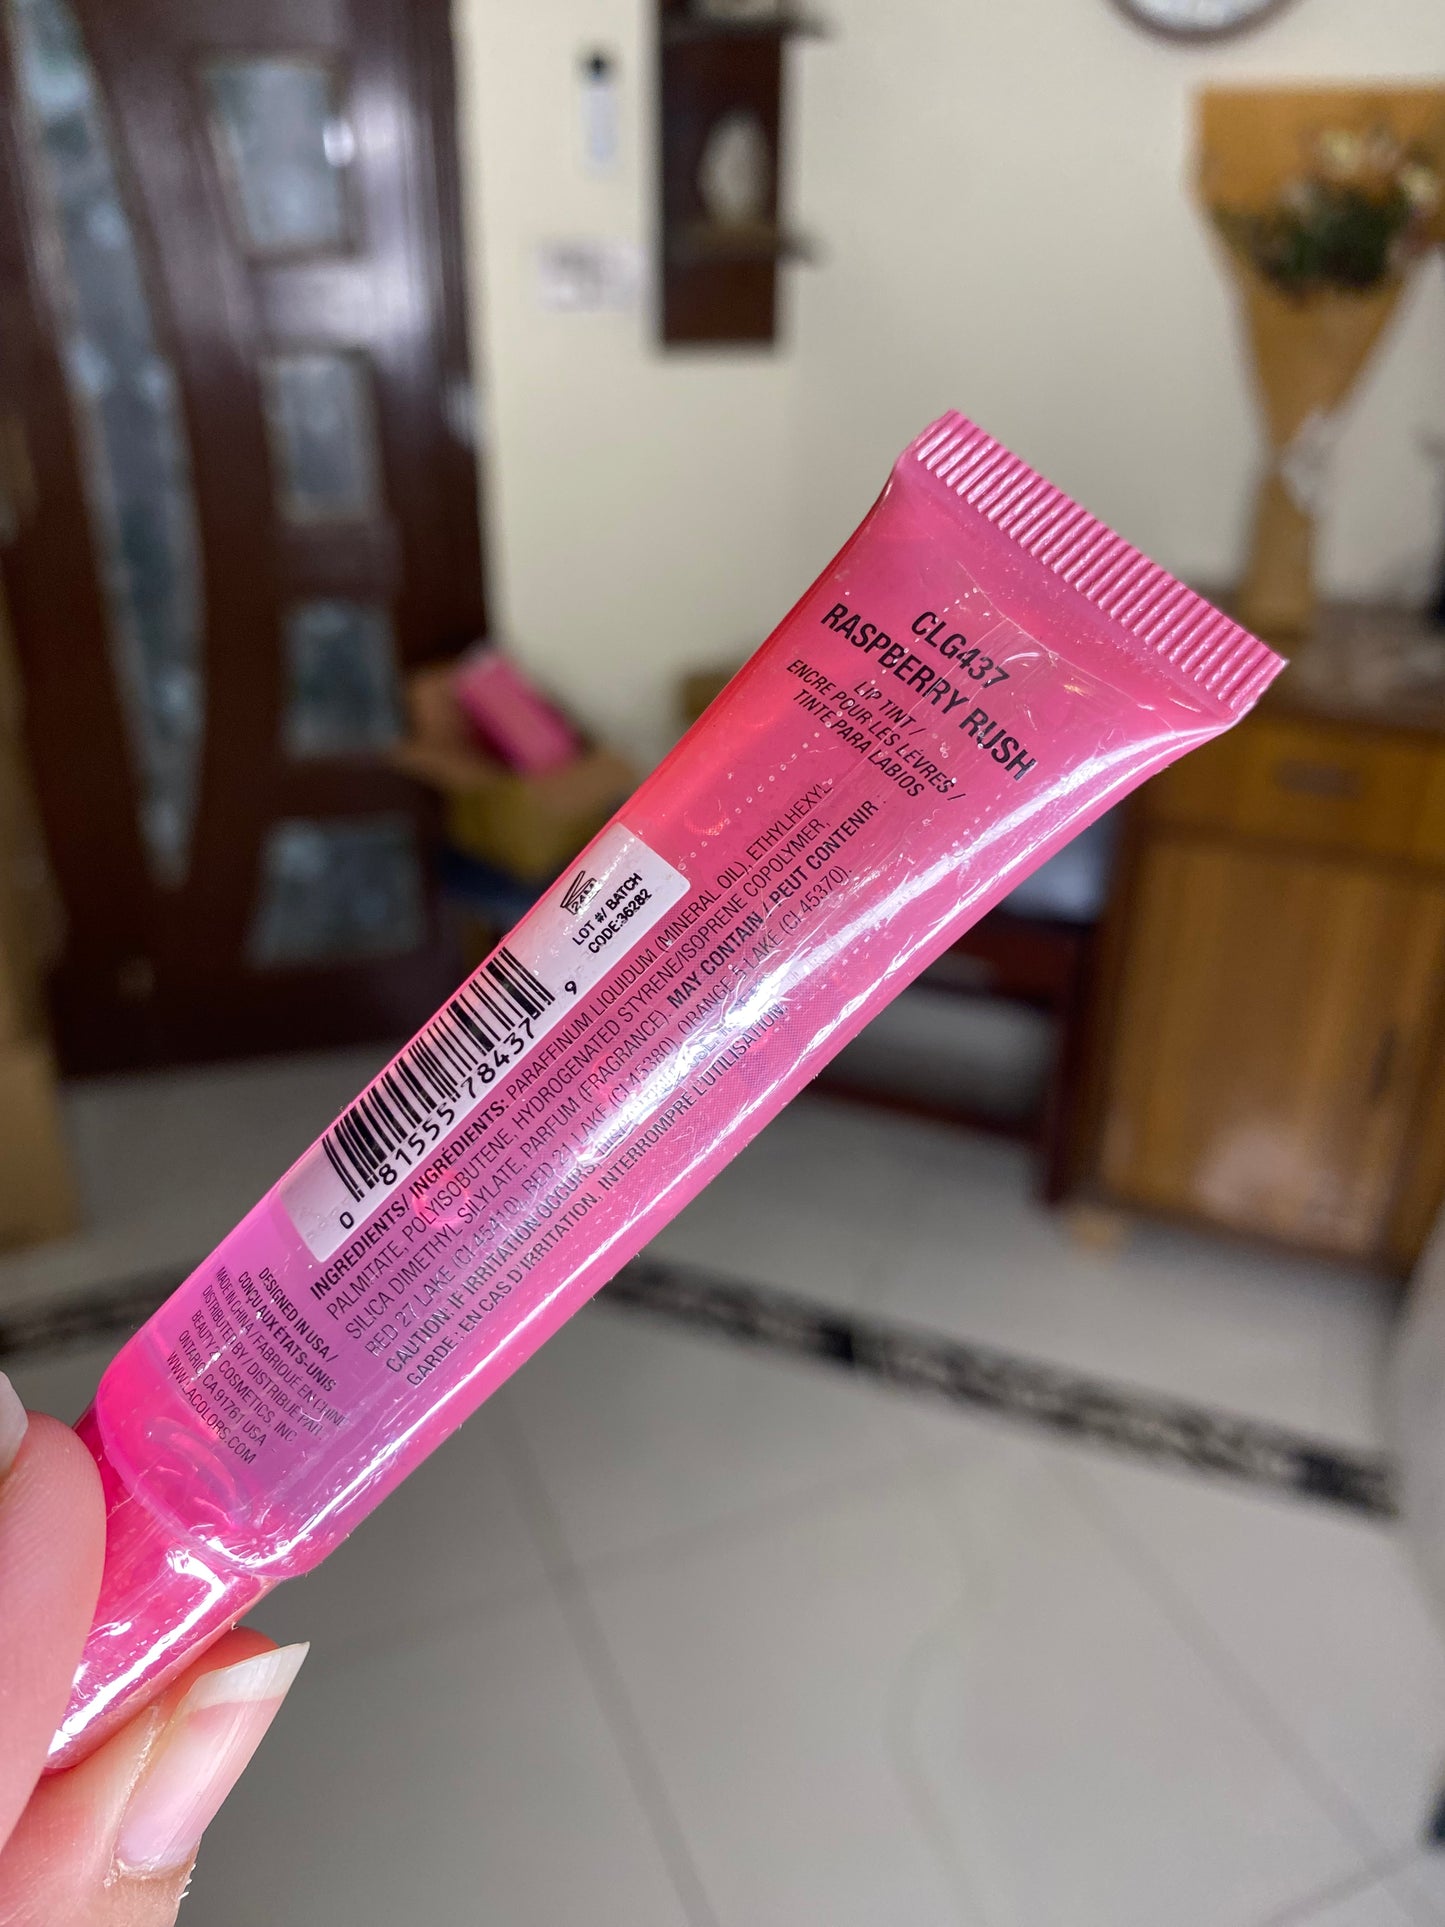 CLG437
RASPBERRY RUSH
LIP TINT /
ENCRE POUR LES LÈVRES /
TINTE PARA LABIOS
24M
LOT #/ BATCH
CODE:36282
0 81555 78437 9
INGREDIENTS/ INGRÉDIENTS: PARAFFINUM LIQUIDUM (MINERAL OIL), ETHYLHEXYL
PALMITATE, POLYISOBUTENE, HYDROGENATED STYRENE/ISOPRENE COPOLYMER,
SILICA DIMETHYL SILYLATE, PARFUM (FRAGRANCE). MAY CONTAIN / PEUT CONTENIR :
RED 27 LAKE (CI 45410), RED 21 LAKE (CI 45380), ORANGE 5 LAKE (CI 45370).
CAUTION: IF IRRITATION OCCURS, DISCONTINUE USE.
GARDE : EN CAS D'IRRITATION, INTERROMPRE L'UTILISATION.
DESIGNED IN USA /
CONÇU AUX ÉTATS-UNIS
MADE IN CHINA / FABRIQUE EN CHINE
DISTRIBUTED BY / DISTRIBUE PAR:
BEAUTY 21 COSMETICS, INC
ONTARIO, CA 91761 USA
WWW.LACOLORS.COM